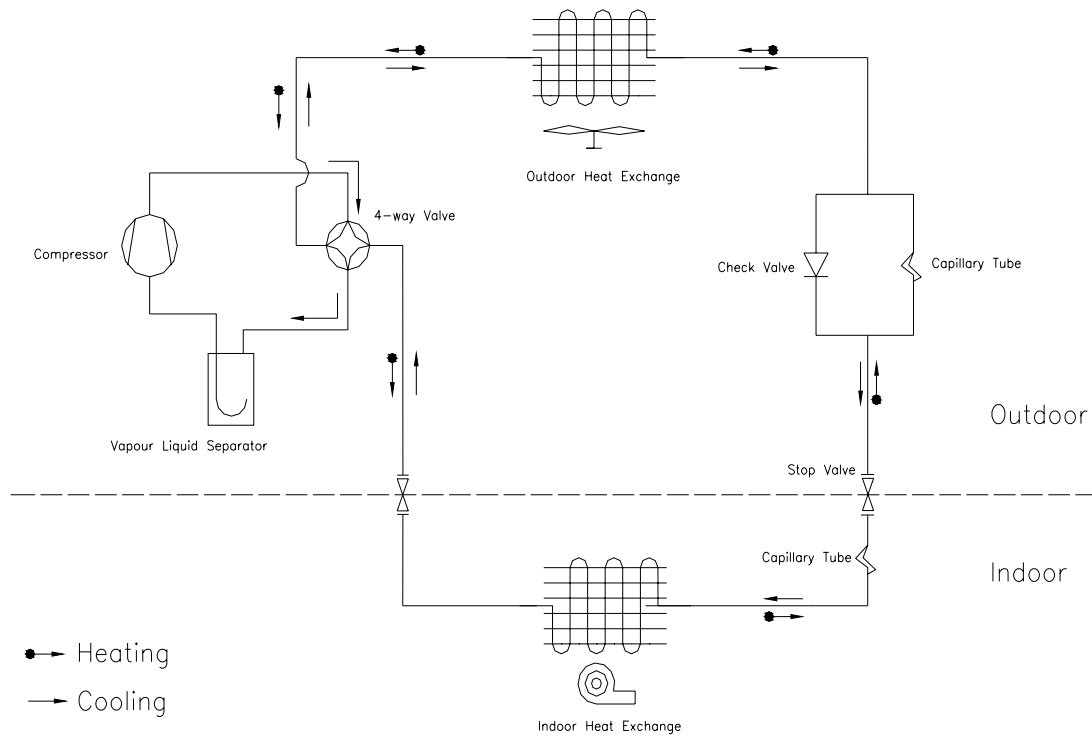 Outdoor Heat Exchange
4-way Valve
Compressor
Check Valve
Capillary Tube
Outdoor
Vapour Liquid Separator
Stop Valve
Capillary Tube
Indoor
Heating
Cooling
Indoor Heat Exchange